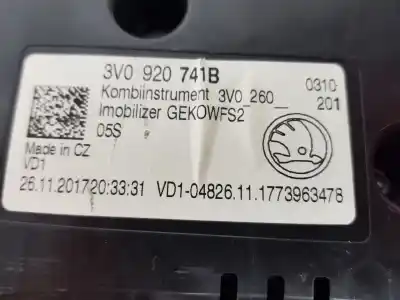 3V0 920 741B
Kombiinstrument 3V0_260__ 0310
Imobilizer GEKOWFS2 201
05S
Made in CZ
VD1
26.11.2017 20:33:31 VD1-04826.11.1773963478